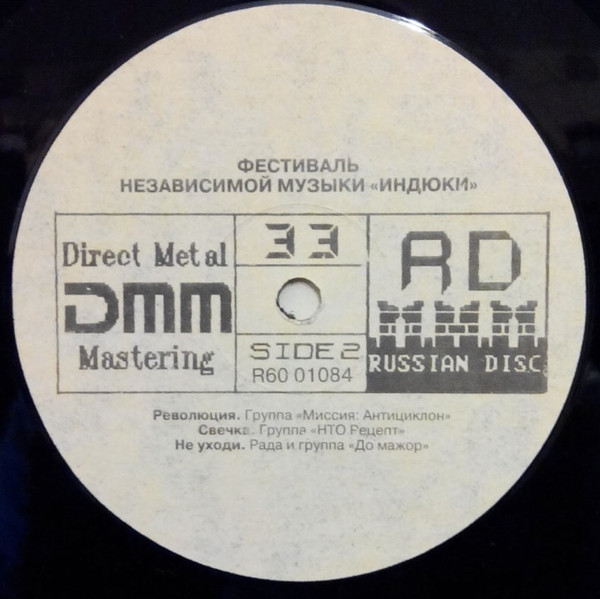 ФЕСТИВАЛЬ
НЕЗАВИСИМОЙ МУЗЫКИ «ИНДЮКИ»
Direct Metal
DMM
Mastering
33
SIDE 2
R60 01084
RD
RUSSIAN DISC
Революция. Группа «Миссия: Антициклон»
Свечка. Группа «НТО Рецепт»
Не уходи. Рада и группа «До мажор»